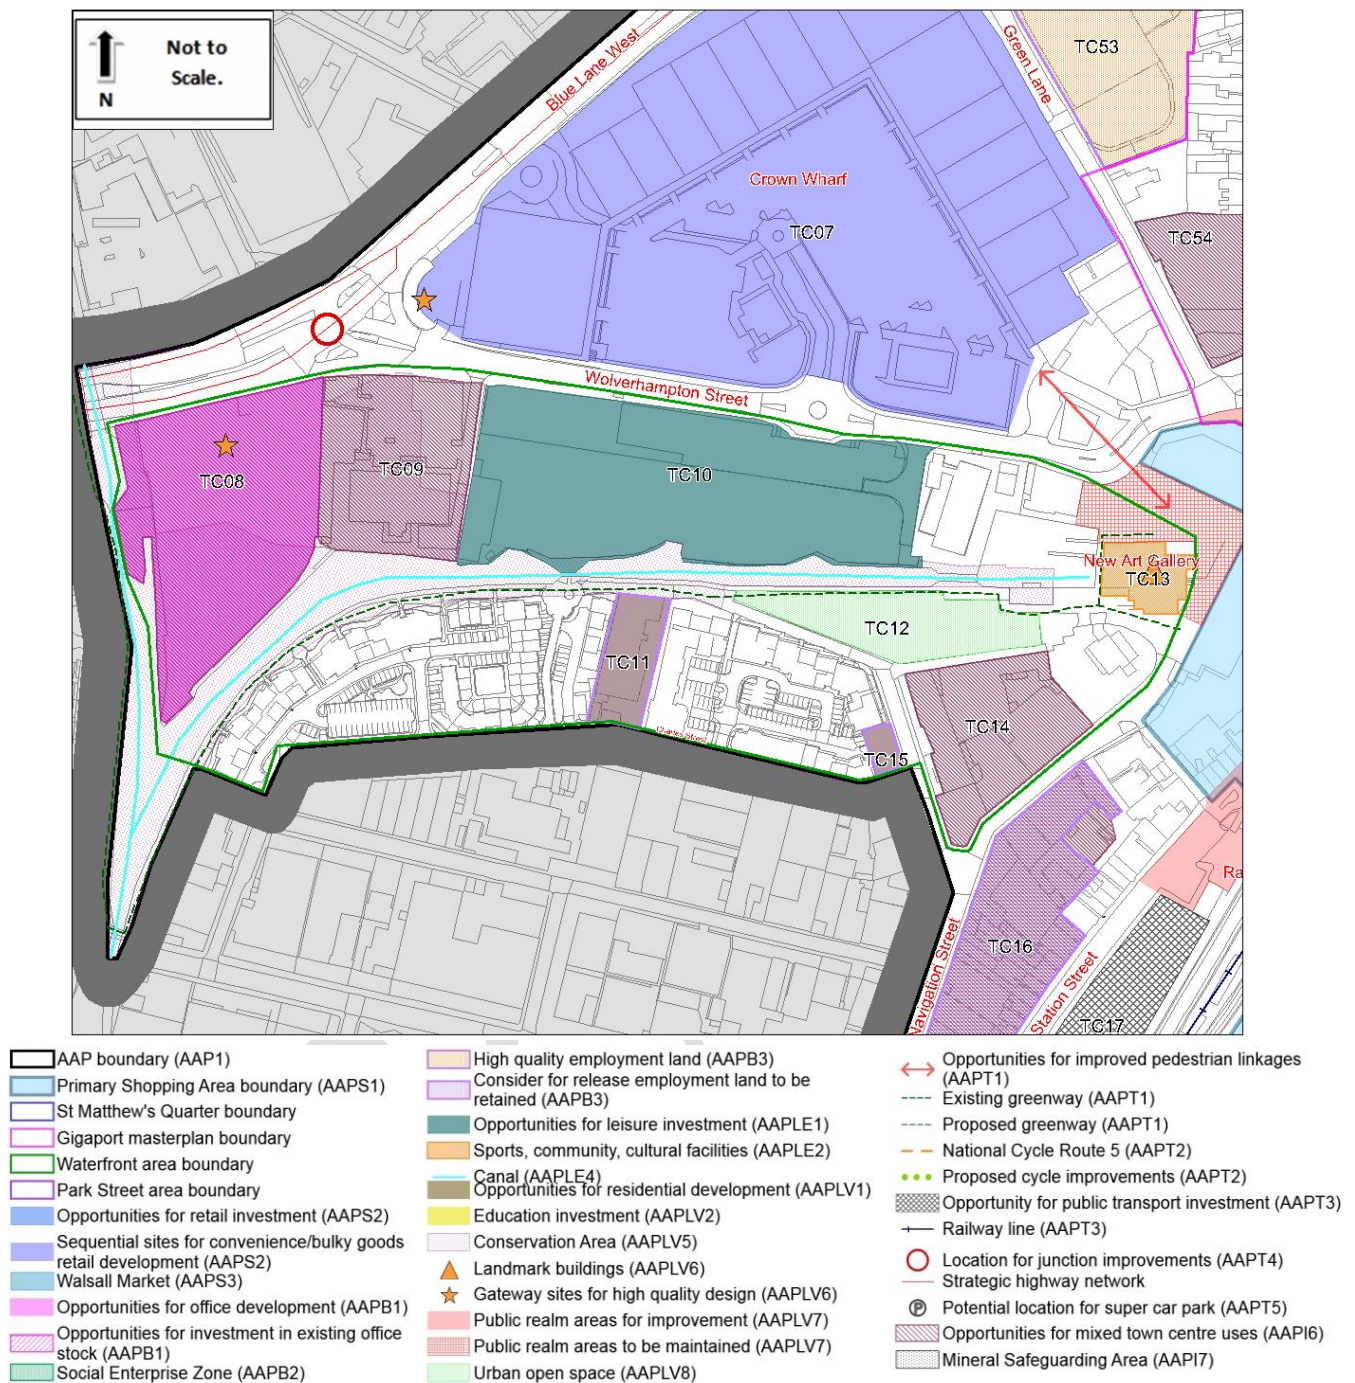 Not to
Scale.
N
Blue Lane West
Green Lane
TC53
Crown Wharf
TC07
TC54
Wolverhampton Street
TC08
TC09
TC10
New Art Gallery
TC13
TC12
TC11
TC14
Charles Street
TC15
Ra
TC16
Navigation Street
Station Street
TC17
AAP boundary (AAP1)
Primary Shopping Area boundary (AAPS1)
St Matthew's Quarter boundary
Gigaport masterplan boundary
Waterfront area boundary
Park Street area boundary
Opportunities for retail investment (AAPS2)
Sequential sites for convenience/bulky goods
retail development (AAPS2)
Walsall Market (AAPS3)
Opportunities for office development (AAPB1)
Opportunities for investment in existing office
stock (AAPB1)
Social Enterprise Zone (AAPB2)
High quality employment land (AAPB3)
Consider for release employment land to be
retained (AAPB3)
Opportunities for leisure investment (AAPLE1)
Sports, community, cultural facilities (AAPLE2)
Canal (AAPLE4)
Opportunities for residential development (AAPLV1)
Education investment (AAPLV2)
Conservation Area (AAPLV5)
Landmark buildings (AAPLV6)
Gateway sites for high quality design (AAPLV6)
Public realm areas for improvement (AAPLV7)
Public realm areas to be maintained (AAPLV7)
Urban open space (AAPLV8)
Opportunities for improved pedestrian linkages
(AAPT1)
Existing greenway (AAPT1)
Proposed greenway (AAPT1)
National Cycle Route 5 (AAPT2)
Proposed cycle improvements (AAPT2)
Opportunity for public transport investment (AAPT3)
Railway line (AAPT3)
Location for junction improvements (AAPT4)
Strategic highway network
P Potential location for super car park (AAPT5)
Opportunities for mixed town centre uses (AAPI6)
Mineral Safeguarding Area (AAPI7)